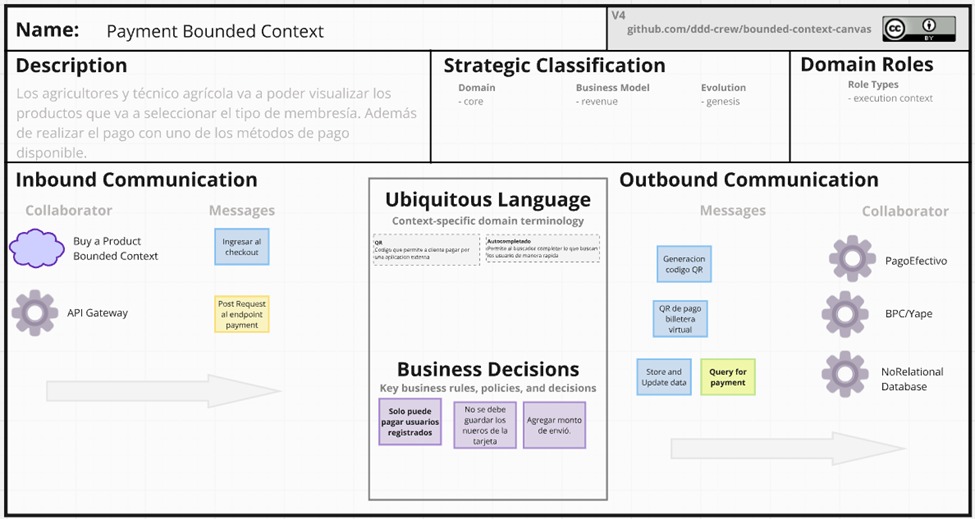 Name: Payment Bounded Context
V4
github.com/ddd-crew/bounded-context-canvas
cc
BY
Description
Los agricultores y técnico agrícola va a poder visualizar los
productos que va a seleccionar el tipo de membresía. Además
de realizar el pago con uno de los métodos de pago
disponible.
Strategic Classification
Domain
- core
Business Model
- revenue
Evolution
- genesis
Domain Roles
Role Types
- execution context
Inbound Communication
Collaborator
Messages
Buy a Product
Bounded Context
Ingresar al
checkout
API Gateway
Post Request
al endpoint
payment
Ubiquitous Language
Context-specific domain terminology
QR
Codigo que permite a cliente pagar por
una aplicacion externa
Autocompletado
Permite al buscador completar lo que buscan
los usuarios de manera rapida
Business Decisions
Key business rules, policies, and decisions
Solo puede
pagar usuarios
registrados
No se debe
guardar los
nueros de la
tarjeta
Agregar monto
de envió.
Outbound Communication
Messages
Collaborator
Generacion
codigo QR
PagoEfectivo
QR de pago
billetera
virtual
BPC/Yape
Store and
Update data
Query for
payment
NoRelational
Database